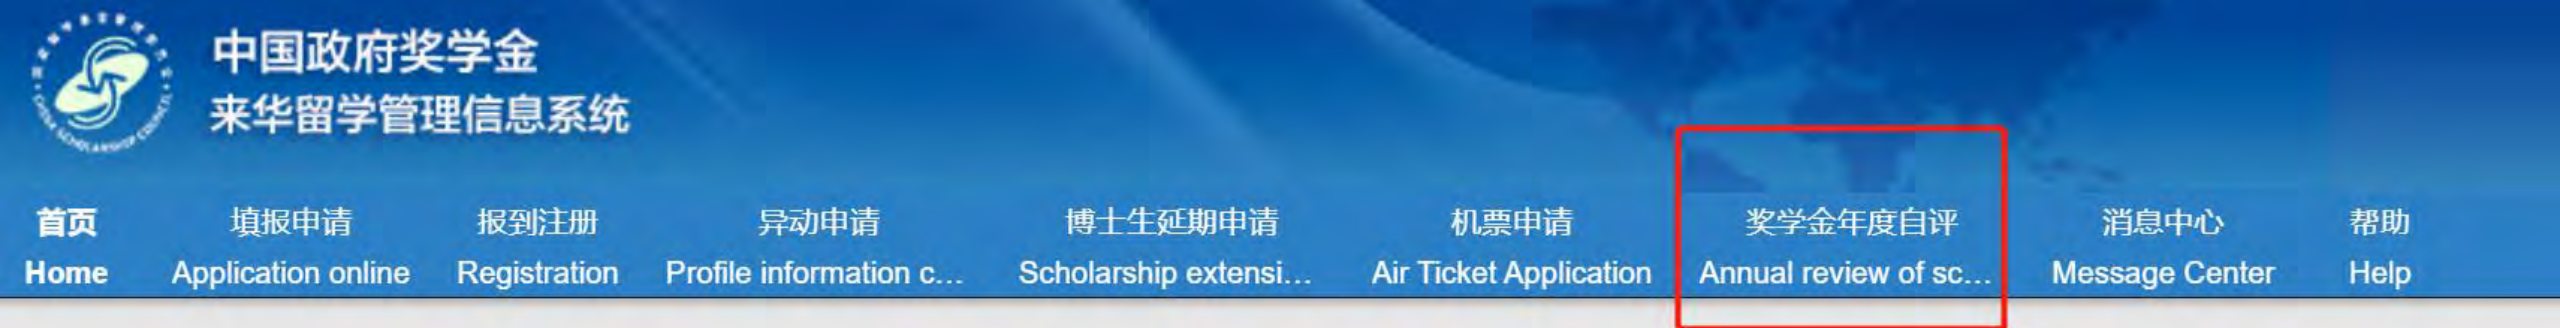 中国政府奖学金
来华留学管理信息系统
首页 填报申请 报到注册 异动申请 博士生延期申请 机票申请 奖学金年度自评 消息中心 帮助
Home Application online Registration Profile information c... Scholarship extensi... Air Ticket Application Annual review of sc... Message Center Help